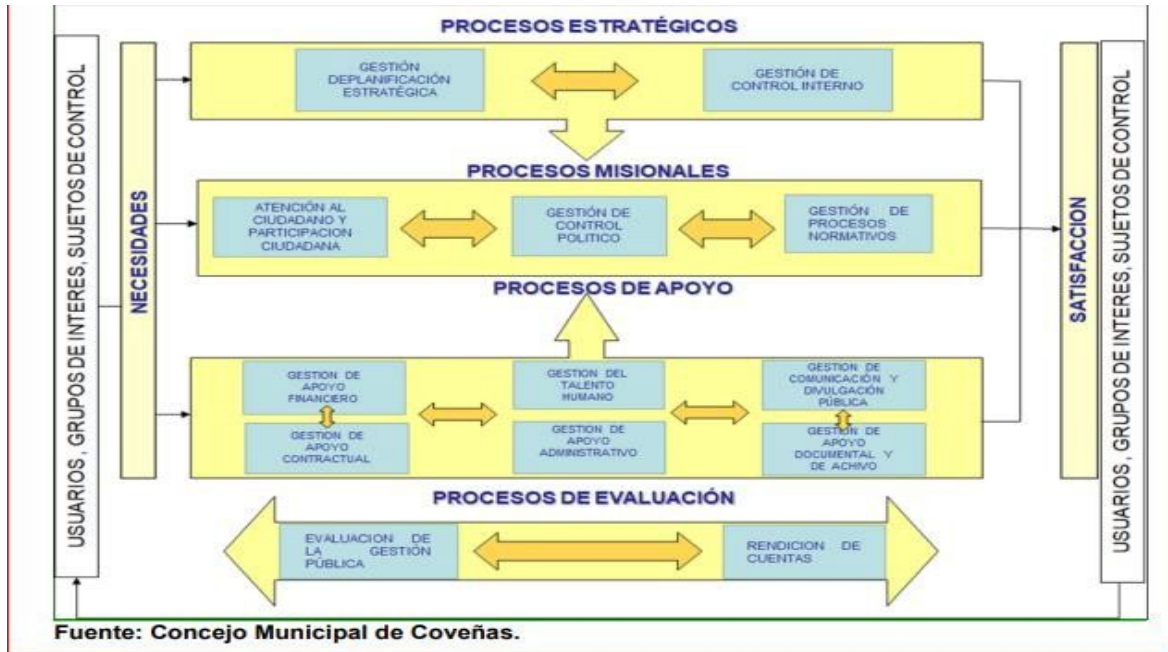 PROCESOS ESTRATÉGICOS
USUARIOS, GRUPOS DE INTERES, SUJETOS DE CONTROL
NECESIDADES
GESTIÓN
DEPLANIFICACIÓN
ESTRATÉGICA
GESTIÓN DE
CONTROL INTERNO
PROCESOS MISIONALES
ATENCIÓN AL
CIUDADANO Y
PARTICIPACION
CIUDADANA
GESTIÓN DE
CONTROL
POLITICO
GESTIÓN DE
PROCESOS
NORMATIVOS
PROCESOS DE APOYO
GESTION DE
APOYO
FINANCIERO
GESTION DEL
TALENTO
HUMANO
GESTION DE
COMUNICACIÓN Y
DIVULGACIÓN
PÚBLICA
GESTION DE
APOYO
CONTRACTUAL
GESTION DE
APOYO
ADMINISTRATIVO
GESTION DE
APOYO
DOCUMENTAL Y
DE ACHIVO
PROCESOS DE EVALUACIÓN
EVALUACION DE
LA GESTIÓN
PÚBLICA
RENDICION DE
CUENTAS
SATISFACCION
USUARIOS, GRUPOS DE INTERES, SUJETOS DE CONTROL
Fuente: Concejo Municipal de Coveñas.